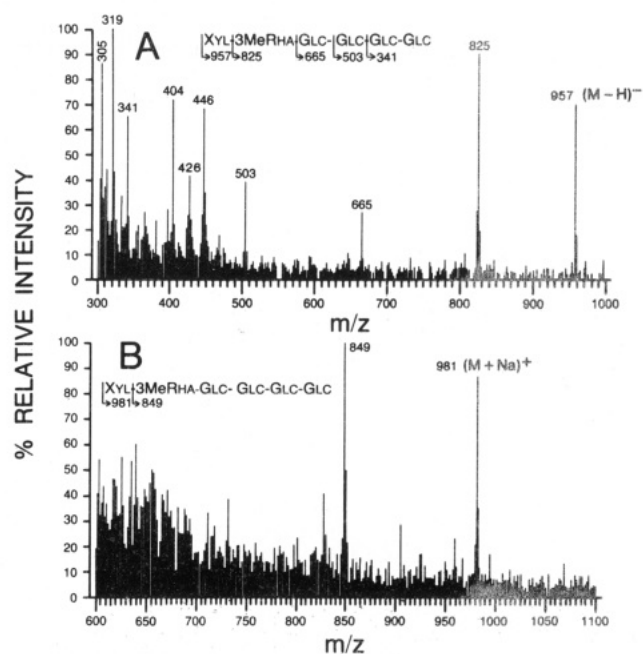 A
XYL-3MERHA-GLC-GLC-GLC-GLC
957 825 665 503 341
100
90
80
70
60
50
40
30
20
10
0
305
319
341
404
426
446
503
665
825
957 (M – H)–
300 400 500 600 700 800 900 1000
m/z
% RELATIVE INTENSITY
B
XYL-3MERHA-GLC- GLC-GLC-GLC
981 849
100
90
80
70
60
50
40
30
20
10
0
849
981 (M + Na)+
600 650 700 750 800 850 900 950 1000 1050 1100
m/z